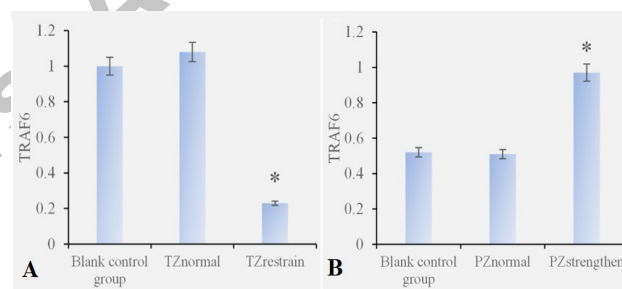 1.2
1
0.8
0.6
0.4
0.2
0
TRAF6
*
Blank control
group
TZnormal
TZrestrain
A
1.2
1
0.8
0.6
0.4
0.2
0
TRAF6
*
Blank control
group
PZnormal
PZstrengthen
B